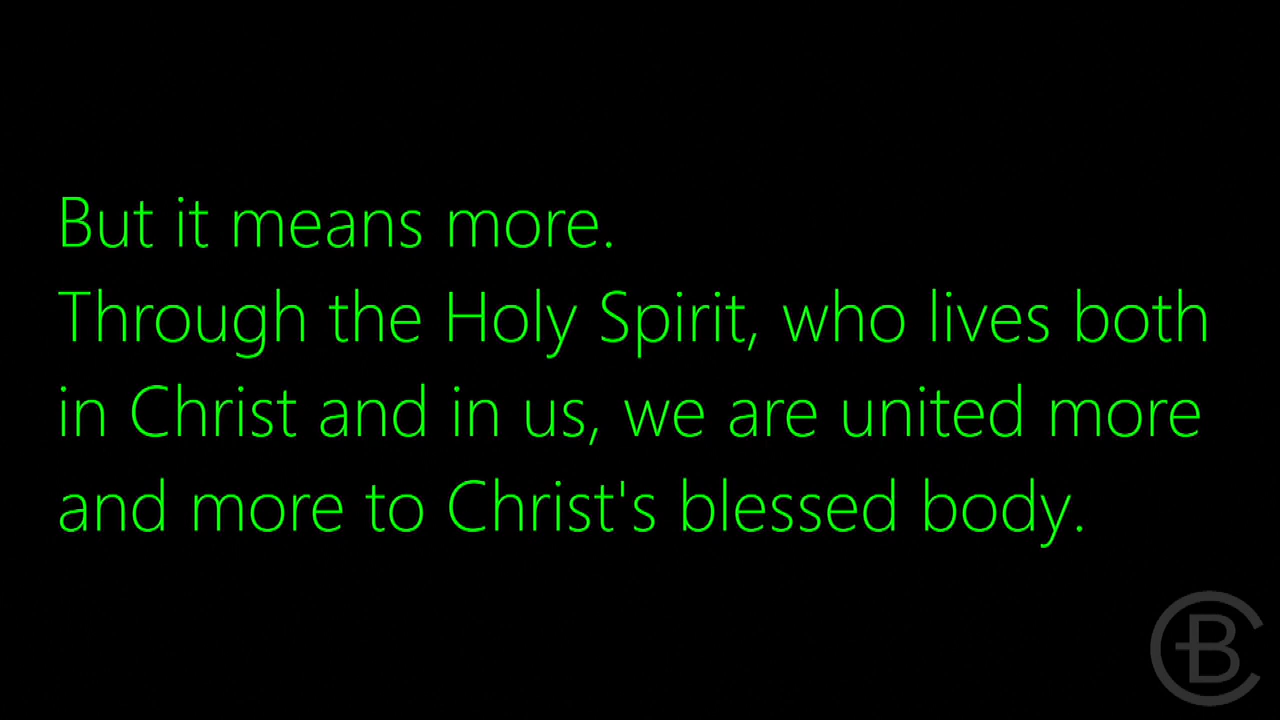 But it means more.
Through the Holy Spirit, who lives both
in Christ and in us, we are united more
and more to Christ's blessed body.
CB